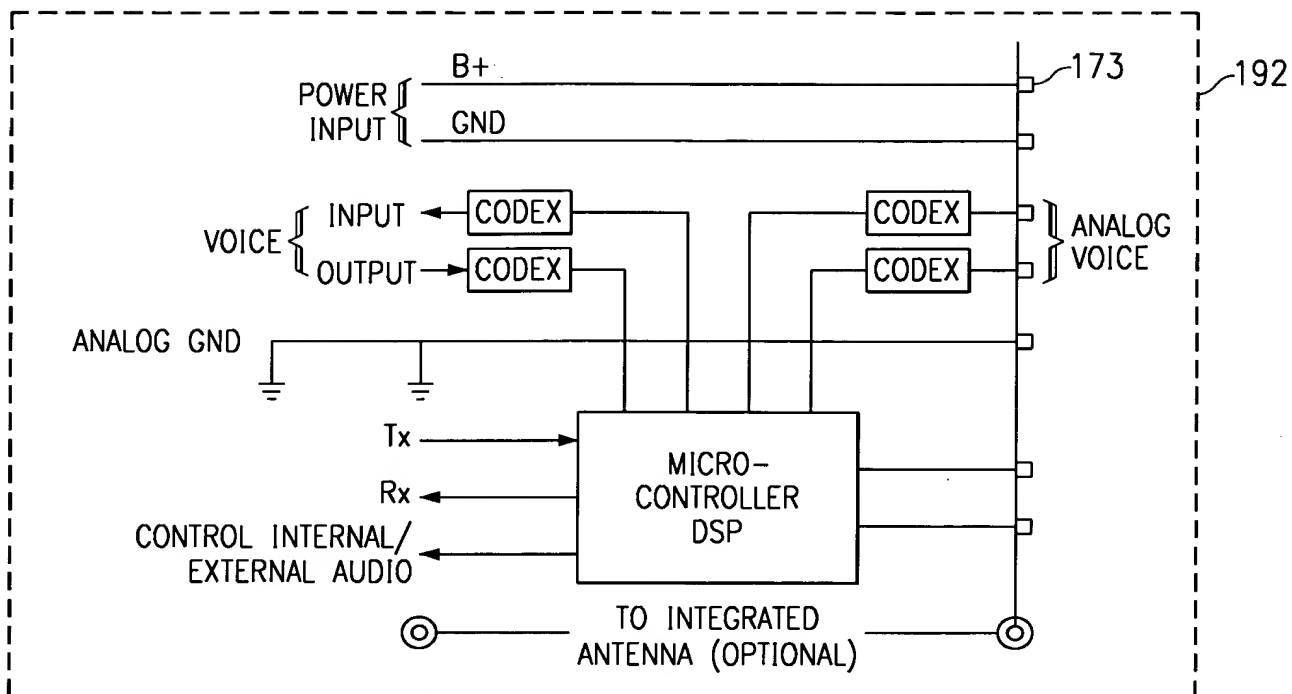 B+
173
192
POWER
INPUT
GND
INPUT
CODEX
CODEX
VOICE
ANALOG
VOICE
OUTPUT
CODEX
CODEX
ANALOG GND
Tx
MICRO-
CONTROLLER
DSP
Rx
CONTROL INTERNAL/
EXTERNAL AUDIO
TO INTEGRATED
ANTENNA (OPTIONAL)